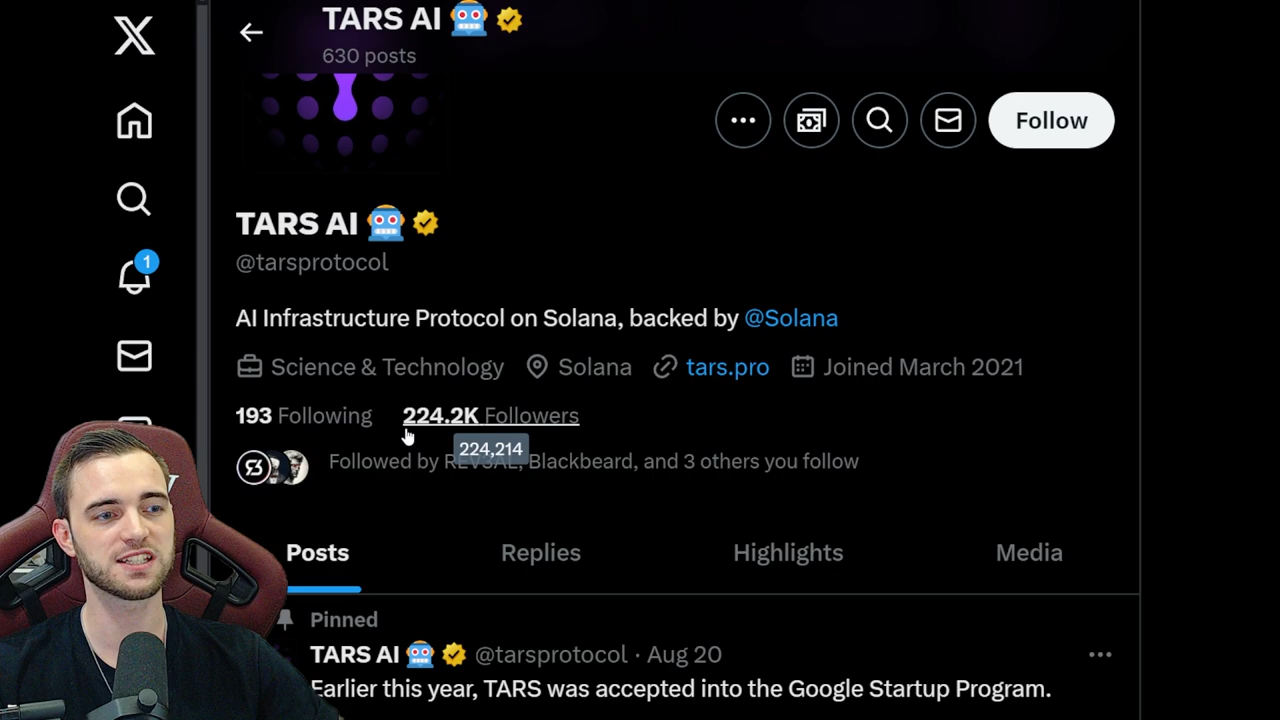 TARS AI
630 posts
Follow
TARS AI
@tarsprotocol
AI Infrastructure Protocol on Solana, backed by @Solana
Science & Technology Solana tars.pro Joined March 2021
193 Following 224.2K Followers
224,214
Followed by REV3AL, Blackbeard, and 3 others you follow
1
Posts Replies Highlights Media
Pinned
TARS AI @tarsprotocol · Aug 20
Earlier this year, TARS was accepted into the Google Startup Program.